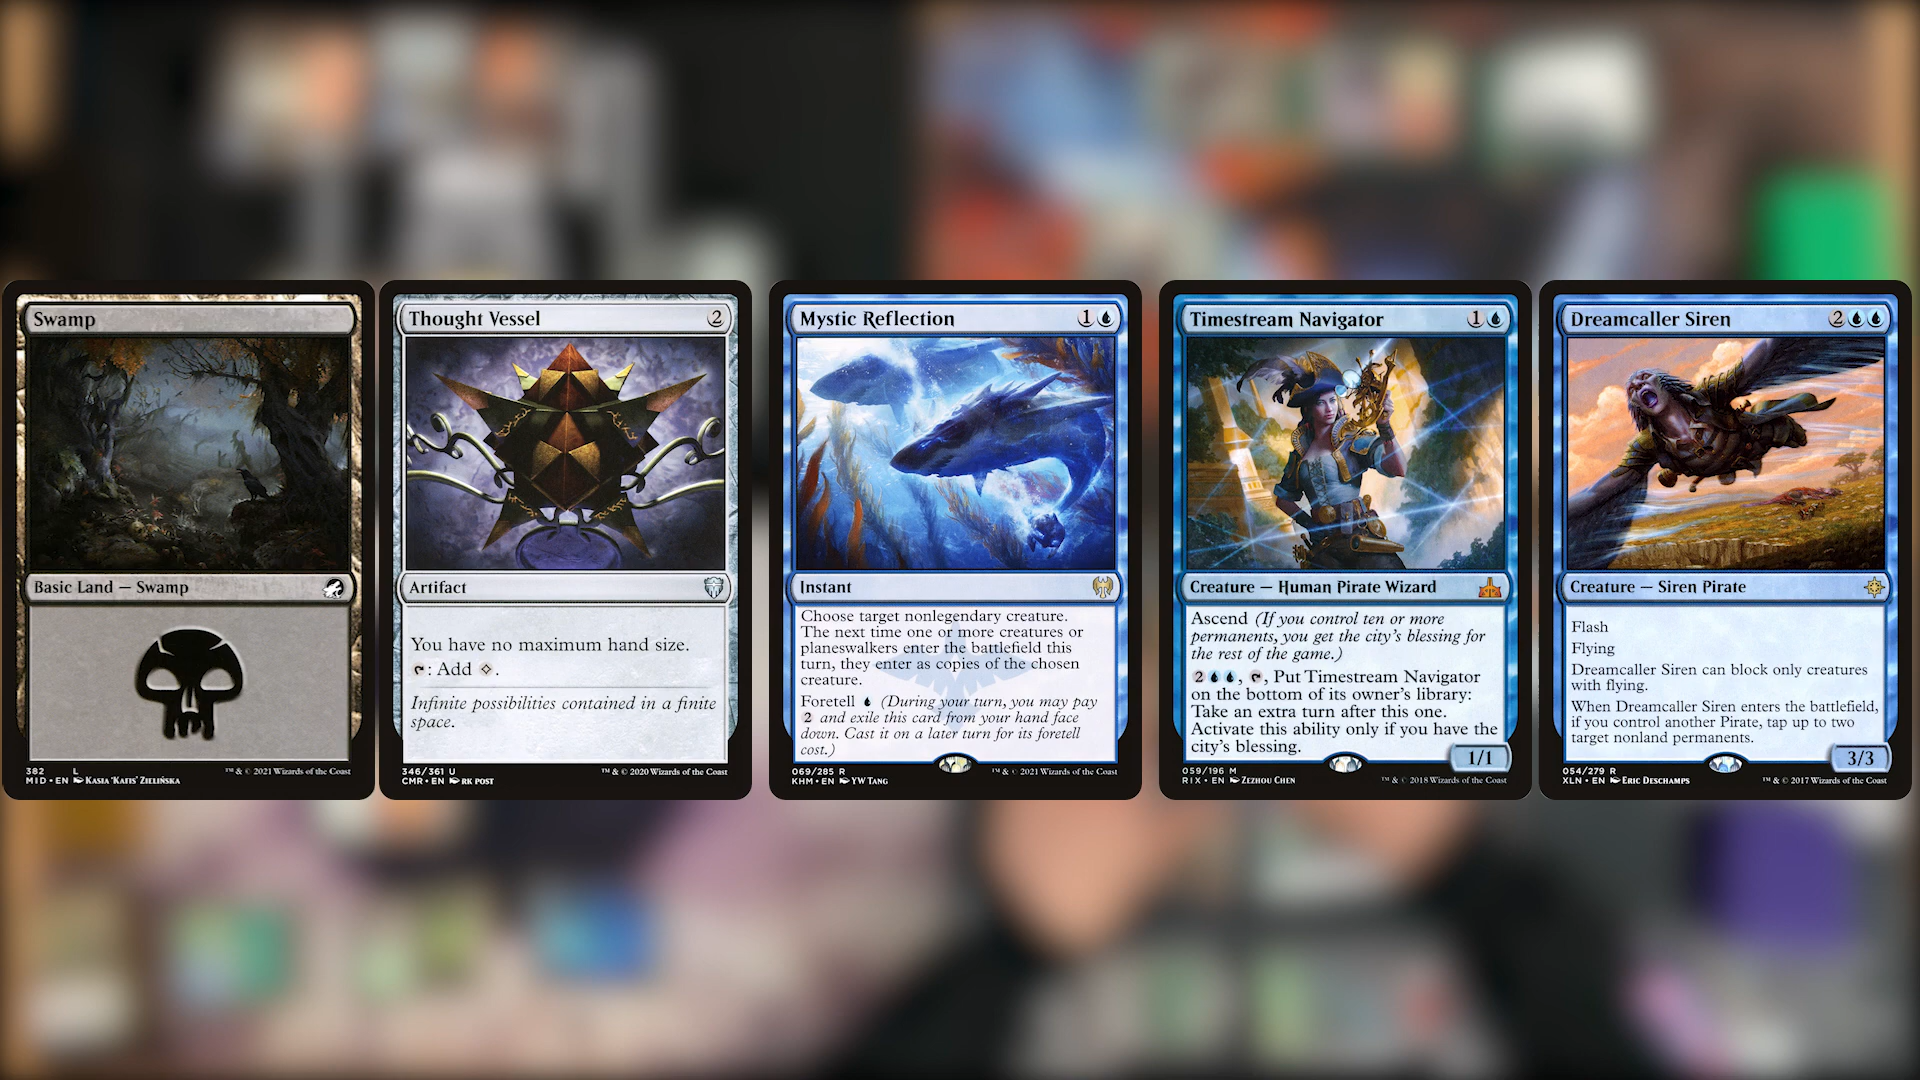 Swamp
Basic Land — Swamp
382 L
MID • EN KASIA 'KAFIS' ZIELIŃSKA
™ & © 2021 Wizards of the Coast
Thought Vessel
2
Artifact
You have no maximum hand size.
: Add .
Infinite possibilities contained in a finite
space.
346/361 U
CMR • EN RK POST
™ & © 2020 Wizards of the Coast
Mystic Reflection
1
Instant
Choose target nonlegendary creature.
The next time one or more creatures or
planeswalkers enter the battlefield this
turn, they enter as copies of the chosen
creature.
Foretell (During your turn, you may pay
2 and exile this card from your hand face
down. Cast it on a later turn for its foretell
cost.)
069/285 R
KHM • EN YW TANG
™ & © 2021 Wizards of the Coast
Timestream Navigator
1
Creature — Human Pirate Wizard
Ascend (If you control ten or more
permanents, you get the city's blessing for
the rest of the game.)
2, , Put Timestream Navigator
on the bottom of its owner's library:
Take an extra turn after this one.
Activate this ability only if you have the
city's blessing.
1/1
059/196 M
RIX • EN ZEZHOU CHEN
™ & © 2018 Wizards of the Coast
Dreamcaller Siren
2
Creature — Siren Pirate
Flash
Flying
Dreamcaller Siren can block only creatures
with flying.
When Dreamcaller Siren enters the battlefield,
if you control another Pirate, tap up to two
target nonland permanents.
3/3
054/279 R
XLN • EN ERIC DESCHAMPS
™ & © 2017 Wizards of the Coast